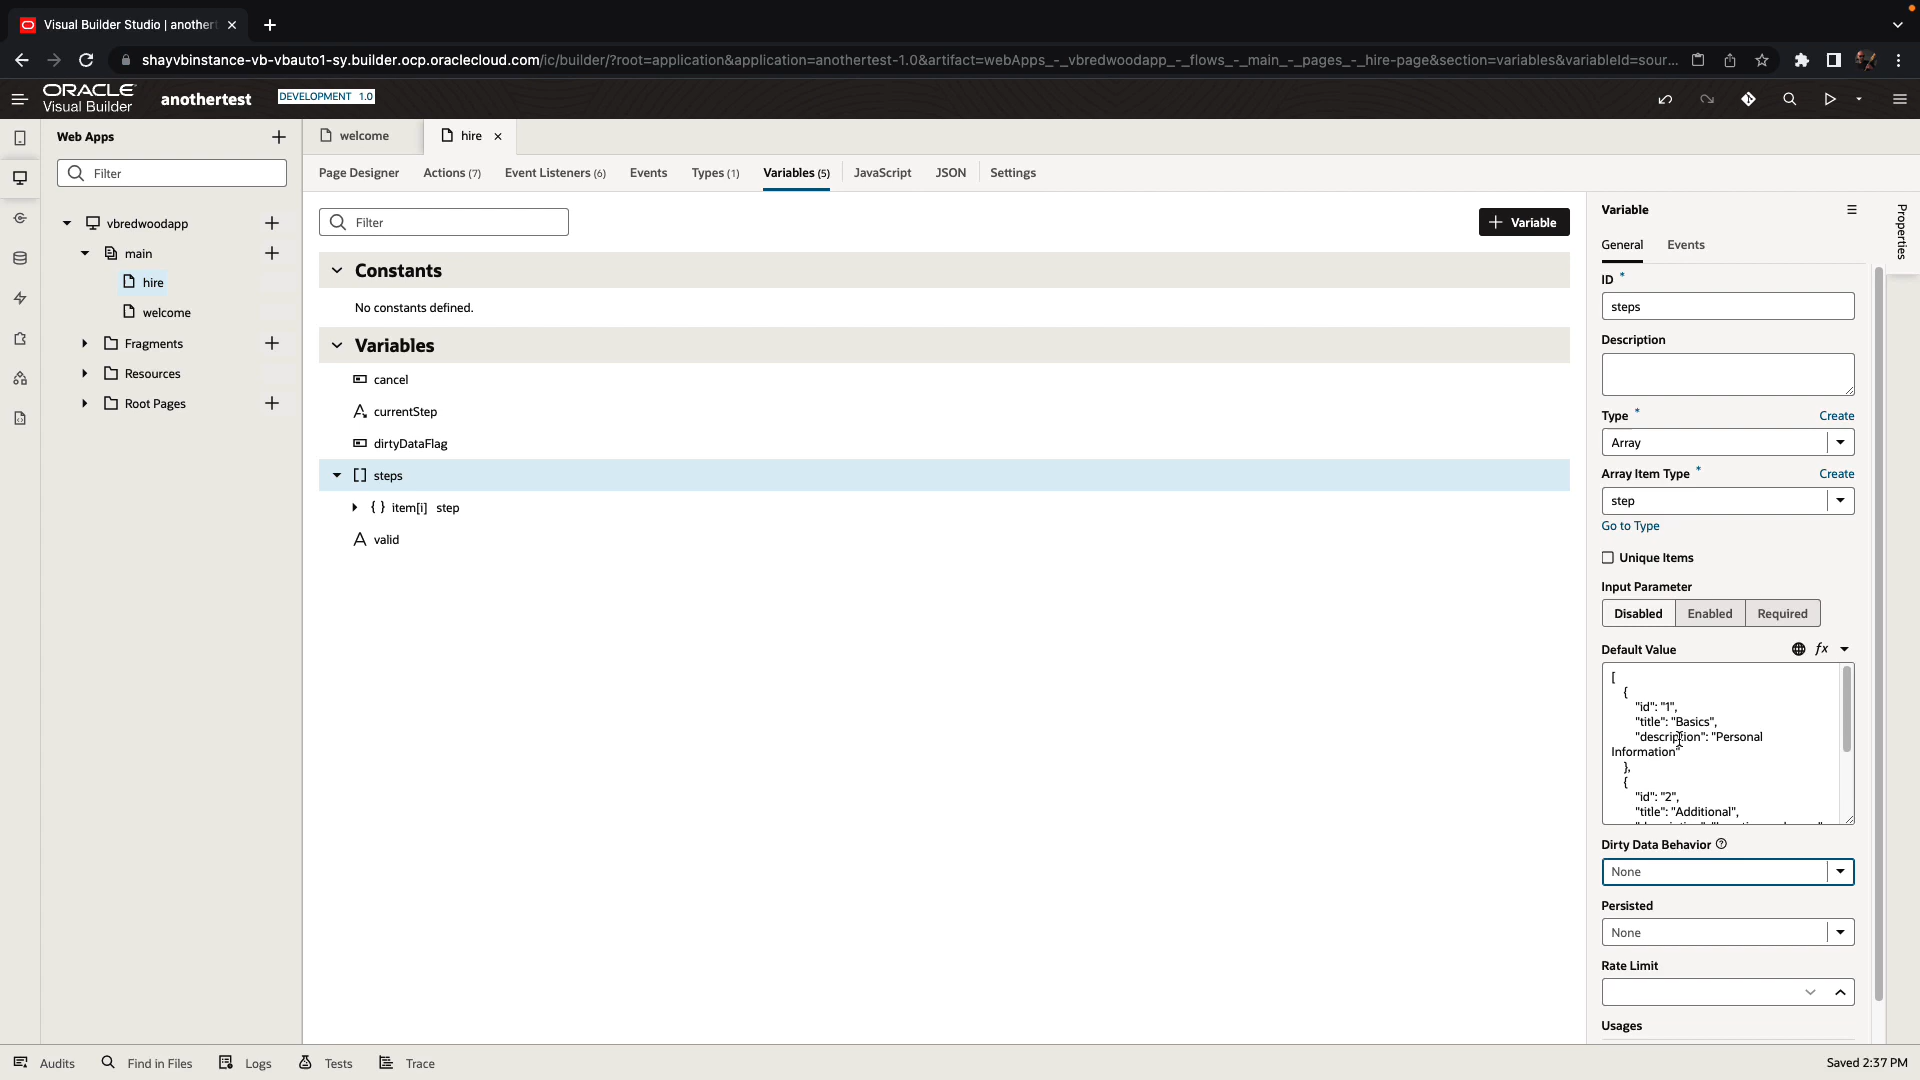 Visual Builder Studio | another
shayvbinstance-vb-vbauto1-sy.builder.ocp.oraclecloud.com/ic/builder/?root=application&application=anothertest-1.0&artifact=webApps_-_vbredwoodapp_-_flows_-_main_-_pages_-_hire-page&section=variables&variableId=sour...
ORACLE
Visual Builder
anothertest
DEVELOPMENT 1.0
Web Apps
Filter
vbredwoodapp
main
hire
welcome
Fragments
Resources
Root Pages
welcome
hire
Page Designer
Actions (7)
Event Listeners (6)
Events
Types (1)
Variables (5)
JavaScript
JSON
Settings
Filter
Variable
Constants
No constants defined.
Variables
cancel
currentStep
dirtyDataFlag
steps
item[i] step
valid
Variable
Properties
General
Events
ID *
steps
Description
Type *
Create
Array
Array Item Type *
Create
step
Go to Type
Unique Items
Input Parameter
Disabled
Enabled
Required
Default Value
fx
[
{
"id": "1",
"title": "Basics",
"description": "Personal
Information"
},
{
"id": "2",
"title": "Additional",
Dirty Data Behavior
None
Persisted
None
Rate Limit
Usages
Audits
Find in Files
Logs
Tests
Trace
Saved 2:37 PM